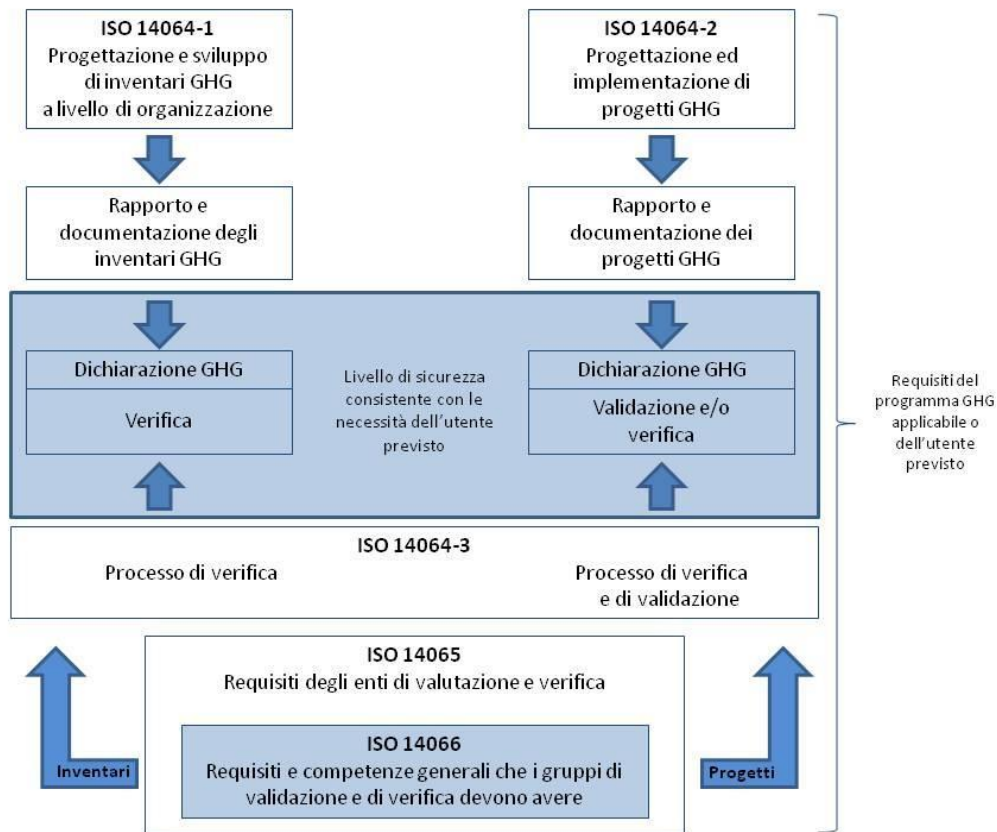 ISO 14064-1
Progettazione e sviluppo
di inventari GHG
a livello di organizzazione
ISO 14064-2
Progettazione ed
implementazione di
progetti GHG
Rapporto e
documentazione degli
inventari GHG
Rapporto e
documentazione dei
progetti GHG
Dichiarazione GHG
Verifica
Livello di sicurezza
consistente con le
necessità dell'utente
previsto
Dichiarazione GHG
Validazione e/o
verifica
Requisiti del
programma GHG
applicabile o
dell'utente
previsto
ISO 14064-3
Processo di verifica
Processo di verifica
e di validazione
ISO 14065
Requisiti degli enti di valutazione e verifica
ISO 14066
Requisiti e competenze generali che i gruppi di
validazione e di verifica devono avere
Inventari
Progetti